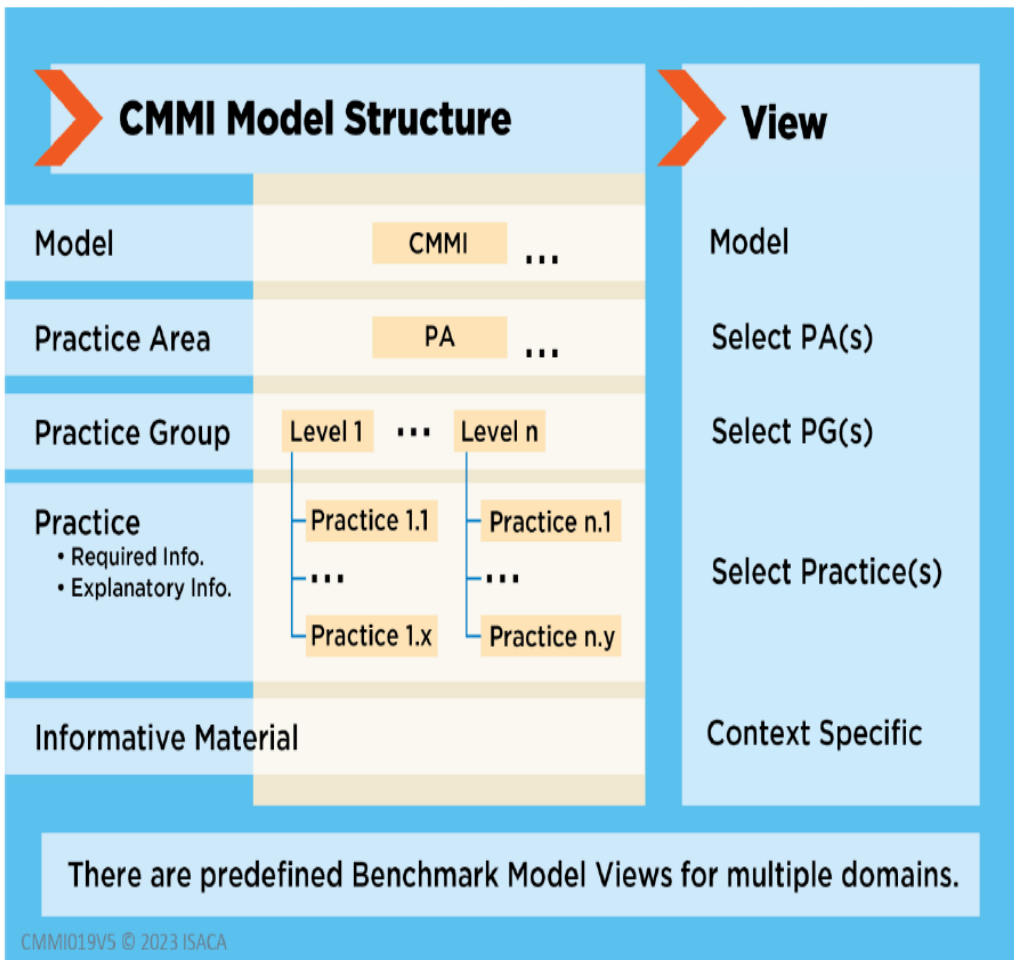 CMMI Model Structure
View
Model
CMMI
...
Model
Practice Area
PA
...
Select PA(s)
Practice Group
Level 1
...
Level n
Select PG(s)
Practice
• Required Info.
• Explanatory Info.
Practice 1.1
...
Practice 1.x
Practice n.1
...
Practice n.y
Select Practice(s)
Informative Material
Context Specific
There are predefined Benchmark Model Views for multiple domains.
CMMI019V5 © 2023 ISACA